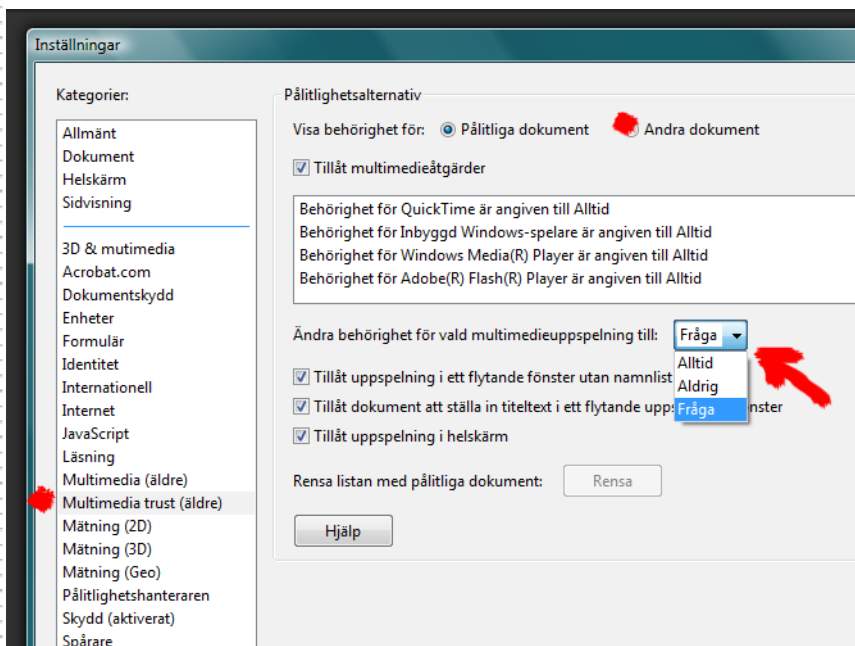 Inställningar
Kategorier:
Allmänt
Dokument
Helskärm
Sidvisning
3D & mutimedia
Acrobat.com
Dokumentskydd
Enheter
Formulär
Identitet
Internationell
Internet
JavaScript
Läsning
Multimedia (äldre)
Multimedia trust (äldre)
Mätning (2D)
Mätning (3D)
Mätning (Geo)
Pålitlighetshanteraren
Skydd (aktiverat)
Spårare
Pålitlighetsalternativ
Visa behörighet för: Pålitliga dokument Andra dokument
Tillåt multimedieåtgärder
Behörighet för QuickTime är angiven till Alltid
Behörighet för Inbyggd Windows-spelare är angiven till Alltid
Behörighet för Windows Media(R) Player är angiven till Alltid
Behörighet för Adobe(R) Flash(R) Player är angiven till Alltid
Ändra behörighet för vald multimedieuppspelning till: Fråga
Alltid
Aldrig
Fråga
Tillåt uppspelning i ett flytande fönster utan namnlist
Tillåt dokument att ställa in titeltext i ett flytande upps nster
Tillåt uppspelning i helskärm
Rensa listan med pålitliga dokument: Rensa
Hjälp